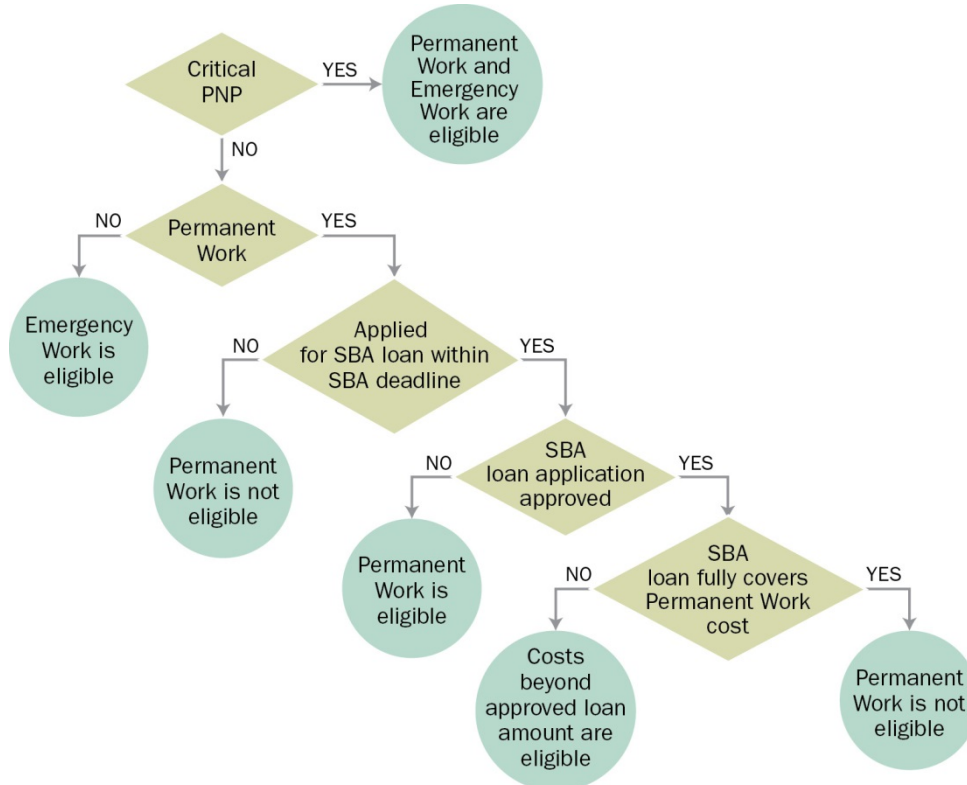 Critical
PNP
YES
Permanent
Work and
Emergency
Work are
eligible
NO
NO
Permanent
Work
YES
Emergency
Work is
eligible
NO
Applied
for SBA loan within
SBA deadline
YES
Permanent
Work is not
eligible
NO
SBA
loan application
approved
YES
Permanent
Work is
eligible
NO
SBA
loan fully covers
Permanent Work
cost
YES
Costs
beyond
approved loan
amount are
eligible
Permanent
Work is not
eligible